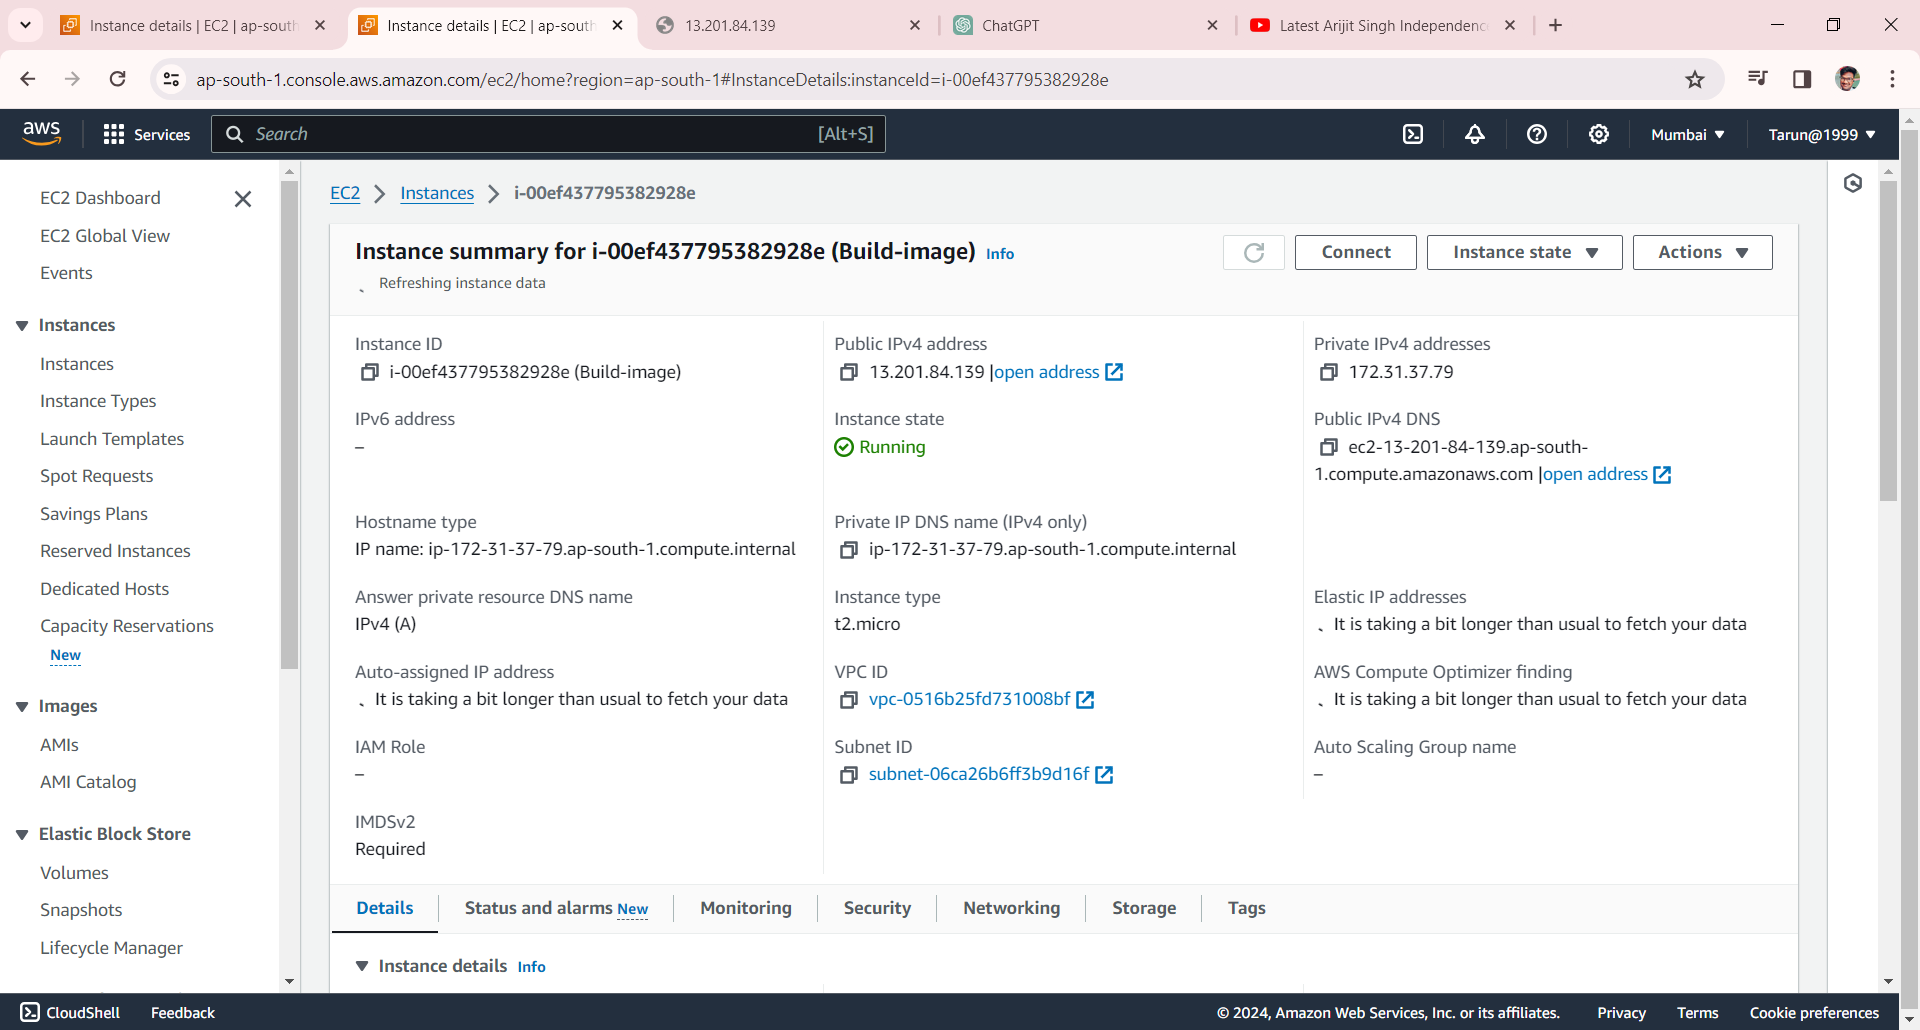 Instance details | EC2 | ap-south
Instance details | EC2 | ap-south
13.201.84.139
ChatGPT
Latest Arijit Singh Independenc
ap-south-1.console.aws.amazon.com/ec2/home?region=ap-south-1#InstanceDetails:instanceId=i-00ef437795382928e
aws
Services
Search
[Alt+S]
Mumbai
Tarun@1999
EC2 Dashboard
EC2 Global View
Events
Instances
Instances
Instance Types
Launch Templates
Spot Requests
Savings Plans
Reserved Instances
Dedicated Hosts
Capacity Reservations
New
Images
AMIs
AMI Catalog
Elastic Block Store
Volumes
Snapshots
Lifecycle Manager
EC2
Instances
i-00ef437795382928e
Instance summary for i-00ef437795382928e (Build-image) Info
Refreshing instance data
Connect
Instance state
Actions
Instance ID
i-00ef437795382928e (Build-image)
Public IPv4 address
13.201.84.139 |open address
Private IPv4 addresses
172.31.37.79
IPv6 address
–
Instance state
Running
Public IPv4 DNS
ec2-13-201-84-139.ap-south-
1.compute.amazonaws.com |open address
Hostname type
IP name: ip-172-31-37-79.ap-south-1.compute.internal
Private IP DNS name (IPv4 only)
ip-172-31-37-79.ap-south-1.compute.internal
Answer private resource DNS name
IPv4 (A)
Instance type
t2.micro
Elastic IP addresses
It is taking a bit longer than usual to fetch your data
Auto-assigned IP address
It is taking a bit longer than usual to fetch your data
VPC ID
vpc-0516b25fd731008bf
AWS Compute Optimizer finding
It is taking a bit longer than usual to fetch your data
IAM Role
–
Subnet ID
subnet-06ca26b6ff3b9d16f
Auto Scaling Group name
–
IMDSv2
Required
Details
Status and alarms New
Monitoring
Security
Networking
Storage
Tags
Instance details Info
CloudShell
Feedback
© 2024, Amazon Web Services, Inc. or its affiliates.
Privacy
Terms
Cookie preferences